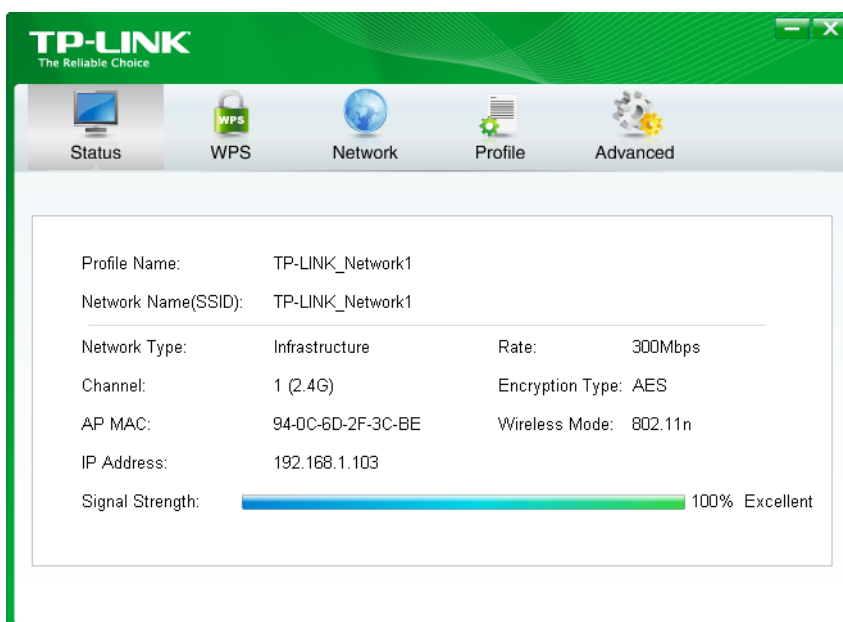 TP-LINK
The Reliable Choice
WPS
Status WPS Network Profile Advanced
Profile Name: TP-LINK_Network1
Network Name(SSID): TP-LINK_Network1
Network Type: Infrastructure Rate: 300Mbps
Channel: 1 (2.4G) Encryption Type: AES
AP MAC: 94-0C-6D-2F-3C-BE Wireless Mode: 802.11n
IP Address: 192.168.1.103
Signal Strength: 100% Excellent